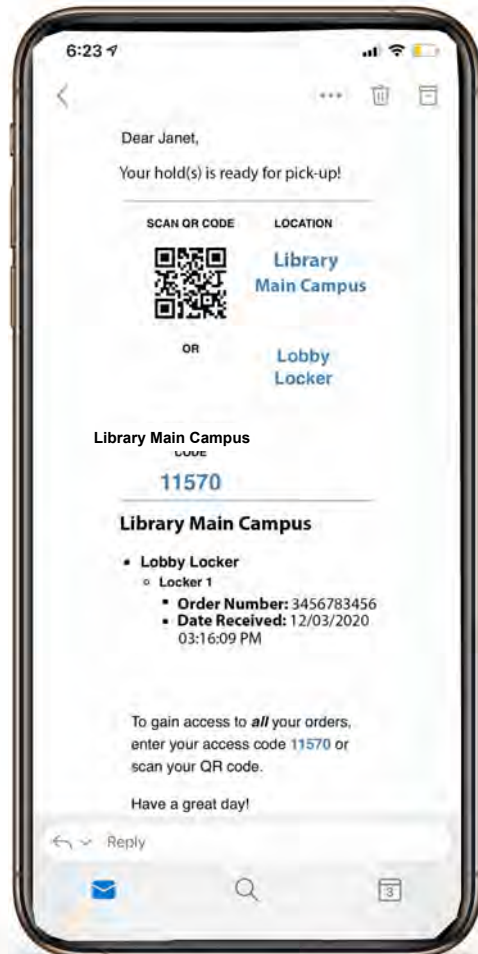 6:23
Dear Janet,
Your hold(s) is ready for pick-up!
SCAN QR CODE LOCATION
Library
Main Campus
OR
Lobby
Locker
Library Main Campus
CODE
11570
Library Main Campus
• Lobby Locker
○ Locker 1
▪ Order Number: 3456783456
▪ Date Received: 12/03/2020
03:16:09 PM
To gain access to all your orders,
enter your access code 11570 or
scan your QR code.
Have a great day!
Reply
3